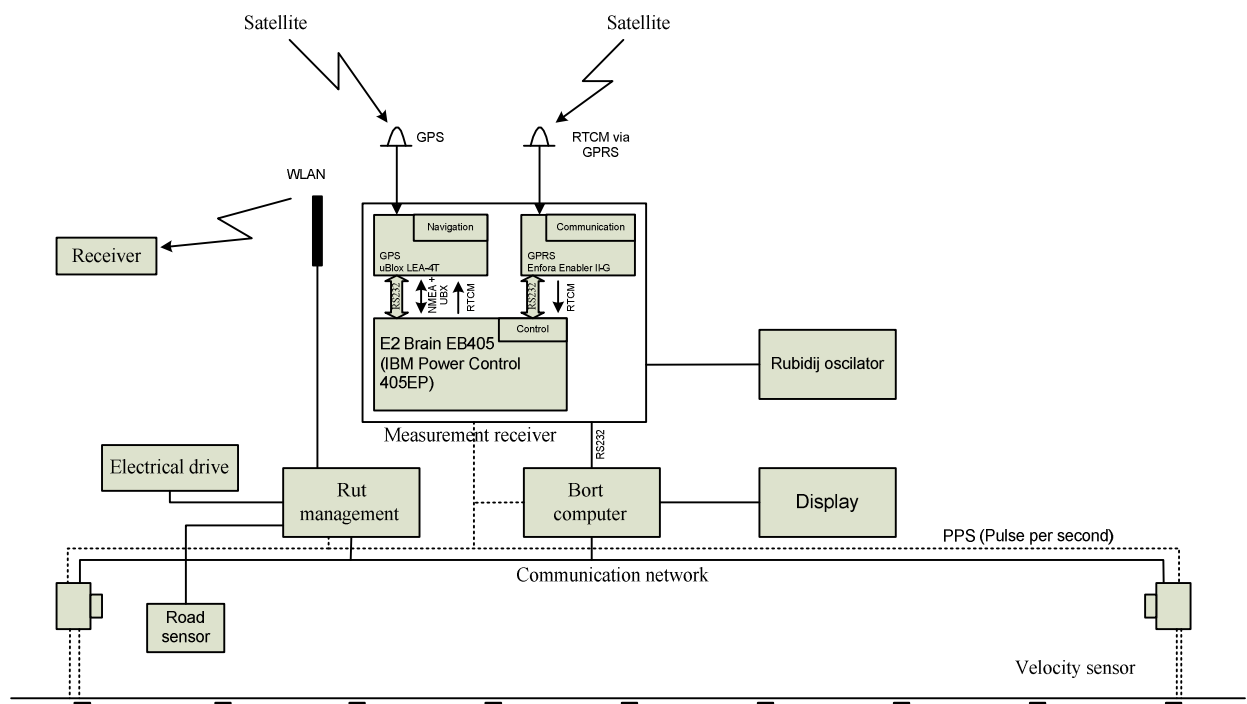 Satellite
Satellite
GPS
RTCM via
GPRS
WLAN
Receiver
Navigation
GPS
uBlox LEA-4T
Communication
GPRS
Enfora Enabler II-G
RS232
NMEA +
UBX
RTCM
RS232
RTCM
Control
E2 Brain EB405
(IBM Power Control
405EP)
Rubidij oscilator
Measurement receiver
RS232
Electrical drive
Rut
management
Bort
computer
Display
PPS (Pulse per second)
Communication network
Road
sensor
Velocity sensor